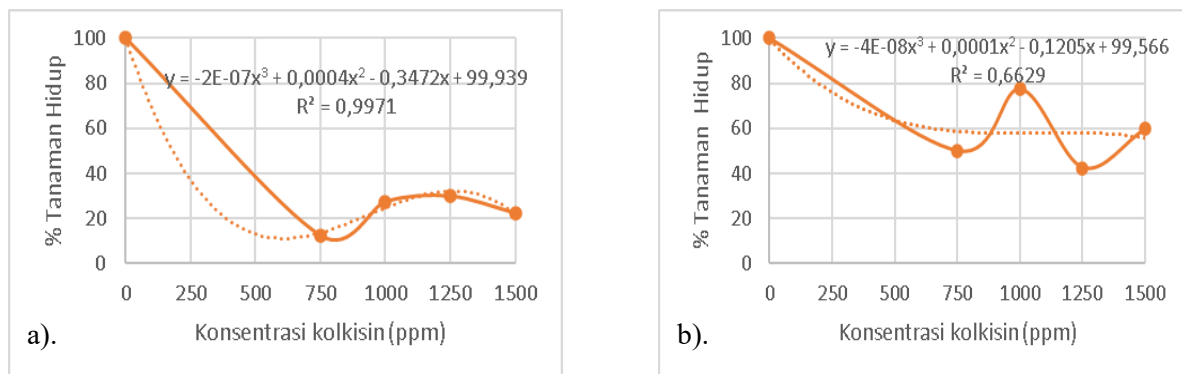 % Tanaman Hidup
100
80
60
40
20
0
y = -2E-07x³ + 0,0004x² - 0,3472x + 99,939
R² = 0,9971
0 250 500 750 1000 1250 1500
Konsentrasi kolkisin (ppm)
a).
% Tanaman Hidup
100
80
60
40
20
0
y = -4E-08x³ + 0,0001x² - 0,1205x + 99,566
R² = 0,6629
0 250 500 750 1000 1250 1500
Konsentrasi kolkisin (ppm)
b).